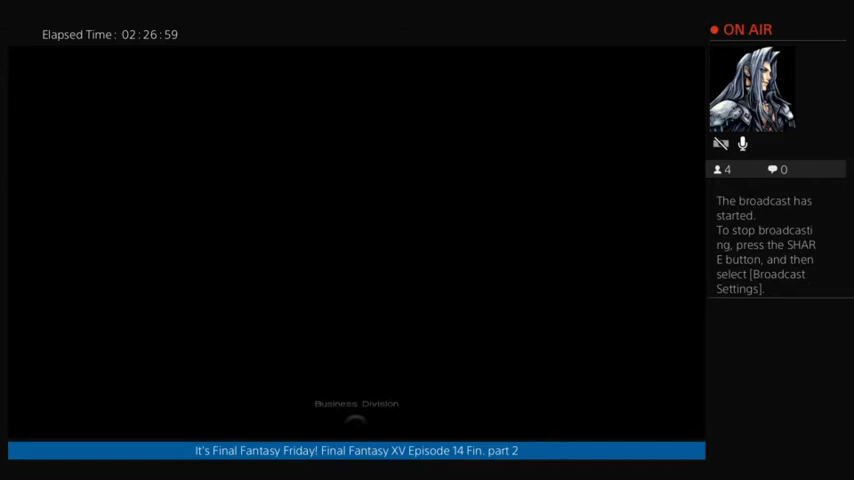 Elapsed Time: 02:26:59
ON AIR
4 0
The broadcast has
started.
To stop broadcasti
ng, press the SHAR
E button, and then
select [Broadcast
Settings].
Business Division
It's Final Fantasy Friday! Final Fantasy XV Episode 14 Fin. part 2